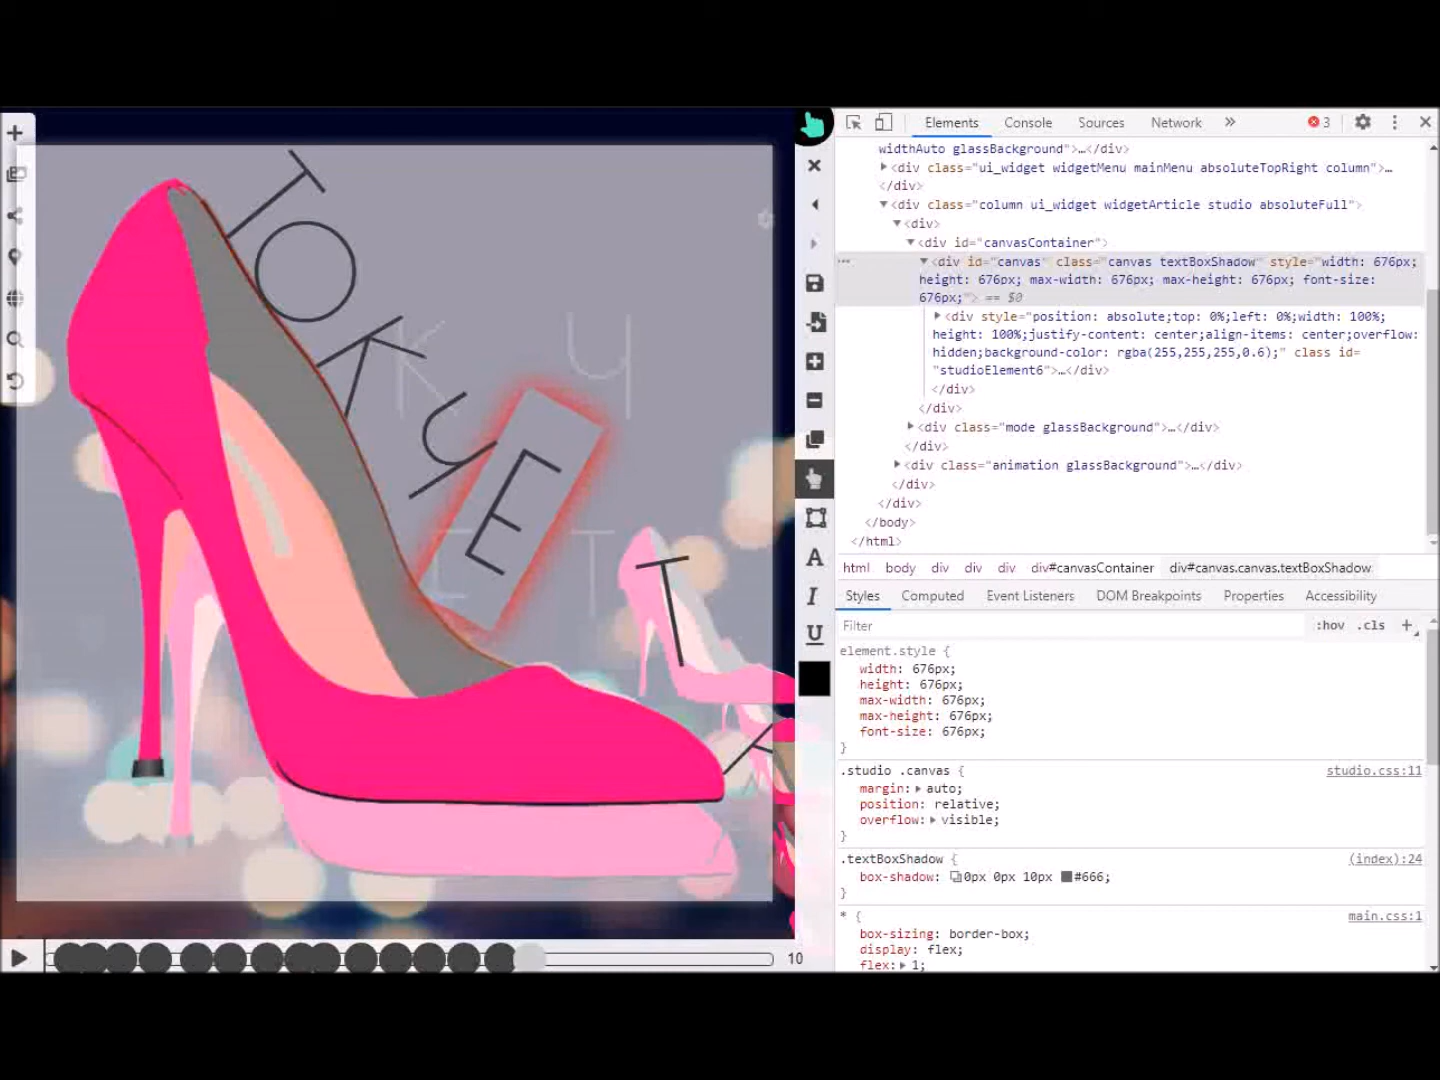 T
O
K
y
E
K y
E T
T
K
10
A
I
U
Elements Console Sources Network » 3
widthAuto glassBackground">…</div>
<div class="ui_widget widgetMenu mainMenu absoluteTopRight column">…
</div>
<div class="column ui_widget widgetArticle studio absoluteFull">
<div>
<div id="canvasContainer">
<div id="canvas" class="canvas textBoxShadow" style="width: 676px;
height: 676px; max-width: 676px; max-height: 676px; font-size:
676px;"> == $0
<div style="position: absolute;top: 0%;left: 0%;width: 100%;
height: 100%;justify-content: center;align-items: center;overflow:
hidden;background-color: rgba(255,255,255,0.6);" class id=
"studioElement6">…</div>
</div>
</div>
<div class="mode glassBackground">…</div>
</div>
<div class="animation glassBackground">…</div>
</div>
</div>
</body>
</html>
html body div div div div#canvasContainer div#canvas.canvas.textBoxShadow
Styles Computed Event Listeners DOM Breakpoints Properties Accessibility
Filter :hov .cls +
element.style {
width: 676px;
height: 676px;
max-width: 676px;
max-height: 676px;
font-size: 676px;
}
.studio .canvas { studio.css:11
margin: auto;
position: relative;
overflow: visible;
}
.textBoxShadow { (index):24
box-shadow: 0px 0px 10px #666;
}
* { main.css:1
box-sizing: border-box;
display: flex;
flex: 1;